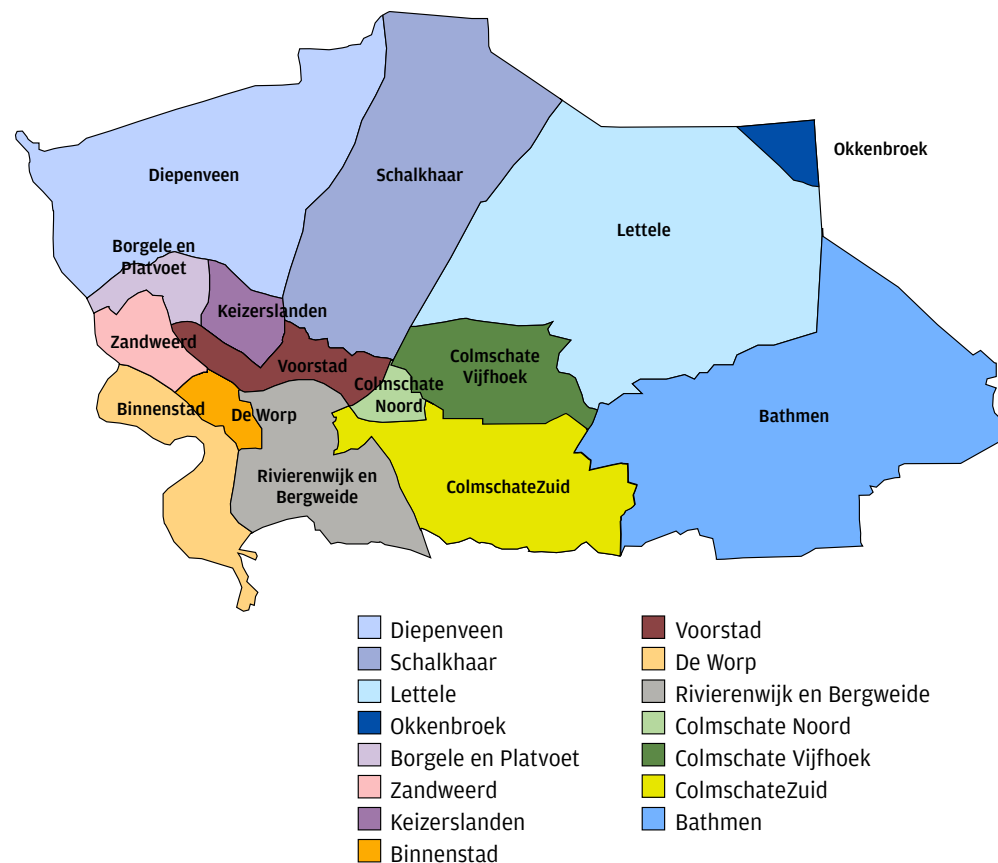 Okkenbroek
Diepenveen
Schalkhaar
Lettele
Borgele en
Platvoet
Keizerslanden
Zandweerd
Voorstad
Colmschate
Vijfhoek
Colmschate
Noord
Binnenstad
De Worp
Bathmen
Rivierenwijk en
Bergweide
ColmschateZuid
Diepenveen
Schalkhaar
Lettele
Okkenbroek
Borgele en Platvoet
Zandweerd
Keizerslanden
Binnenstad
Voorstad
De Worp
Rivierenwijk en Bergweide
Colmschate Noord
Colmschate Vijfhoek
ColmschateZuid
Bathmen